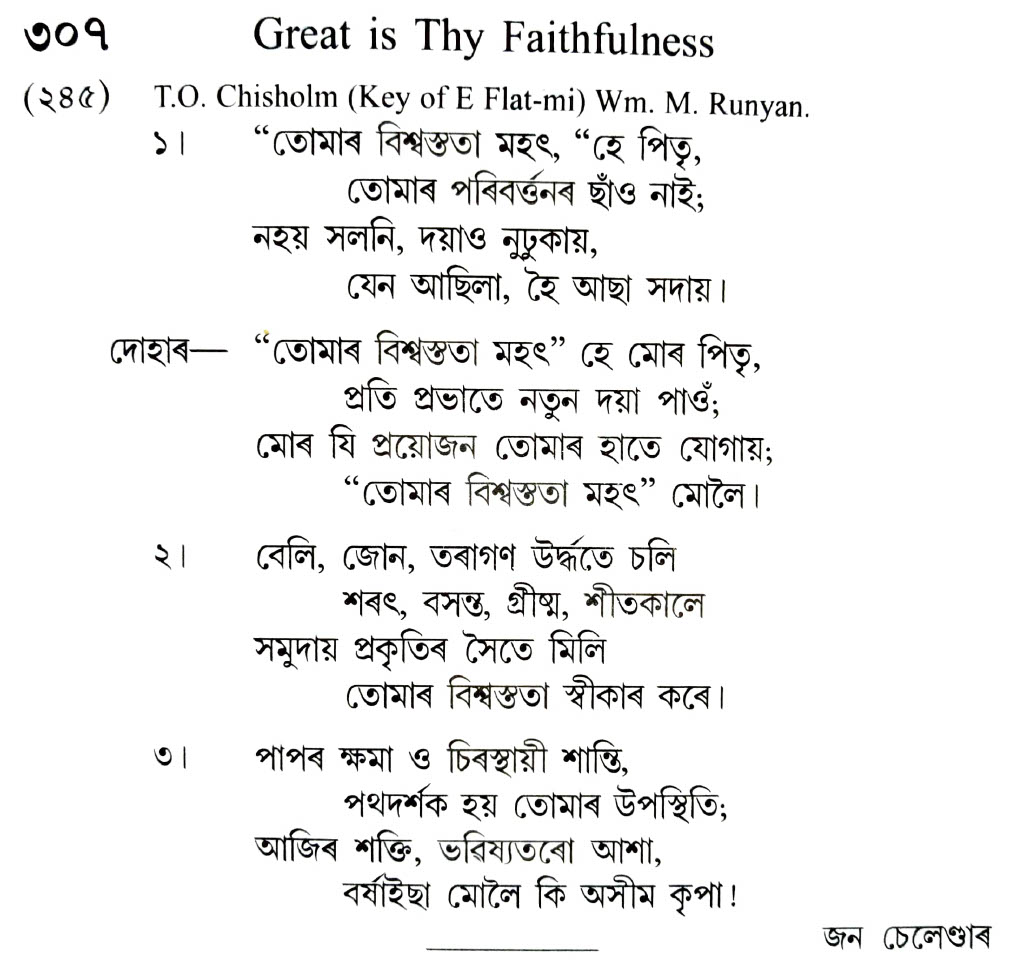 ৩০৭ Great is Thy Faithfulness
(২৪৫) T.O. Chisholm (Key of E Flat-mi) Wm. M. Runyan.
১। “তোমাৰ বিশ্বস্ততা মহৎ, “হে পিতৃ,
তোমাৰ পৰিবৰ্ত্তনৰ ছাঁও নাই;
নহয় সলনি, দয়াও নুঢুকায়,
যেন আছিলা, হৈ আছা সদায়।
দোহাৰ— “তোমাৰ বিশ্বস্ততা মহৎ” হে মোৰ পিতৃ,
প্ৰতি প্ৰভাতে নতুন দয়া পাওঁ;
মোৰ যি প্ৰয়োজন তোমাৰ হাতে যোগায়;
“তোমাৰ বিশ্বস্ততা মহৎ” মোলৈ।
২। বেলি, জোন, তৰাগণ উৰ্দ্ধতে চলি
শৰৎ, বসন্ত, গ্ৰীষ্ম, শীতকালে
সমুদায় প্ৰকৃতিৰ সৈতে মিলি
তোমাৰ বিশ্বস্ততা স্বীকাৰ কৰে।
৩। পাপৰ ক্ষমা ও চিৰস্থায়ী শান্তি,
পথদৰ্শক হয় তোমাৰ উপস্থিতি;
আজিৰ শক্তি, ভৱিষ্যতৰো আশা,
বৰ্ষাইছা মোলৈ কি অসীম কৃপা!
জন চেলেণ্ডাৰ